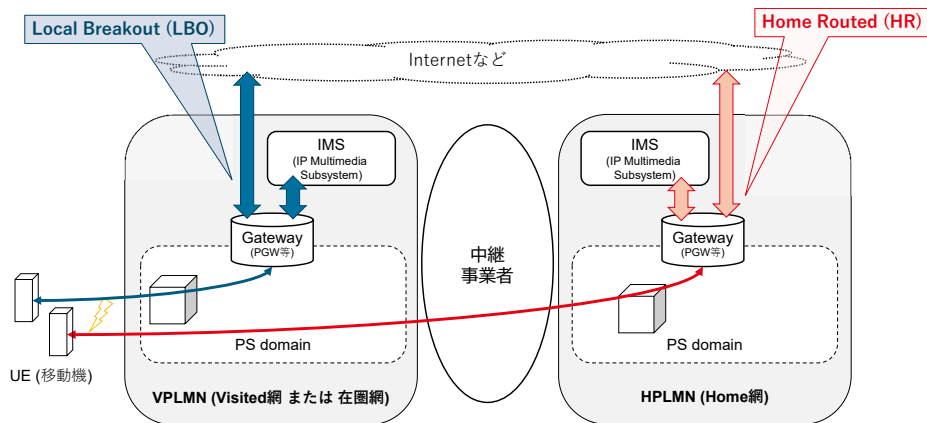 Local Breakout (LBO)
Home Routed (HR)
Internetなど
IMS
(IP Multimedia
Subsystem)
IMS
(IP Multimedia
Subsystem)
Gateway
(PGW等)
中継
事業者
Gateway
(PGW等)
PS domain
PS domain
UE (移動機)
VPLMN (Visited網 または 在圏網)
HPLMN (Home網)